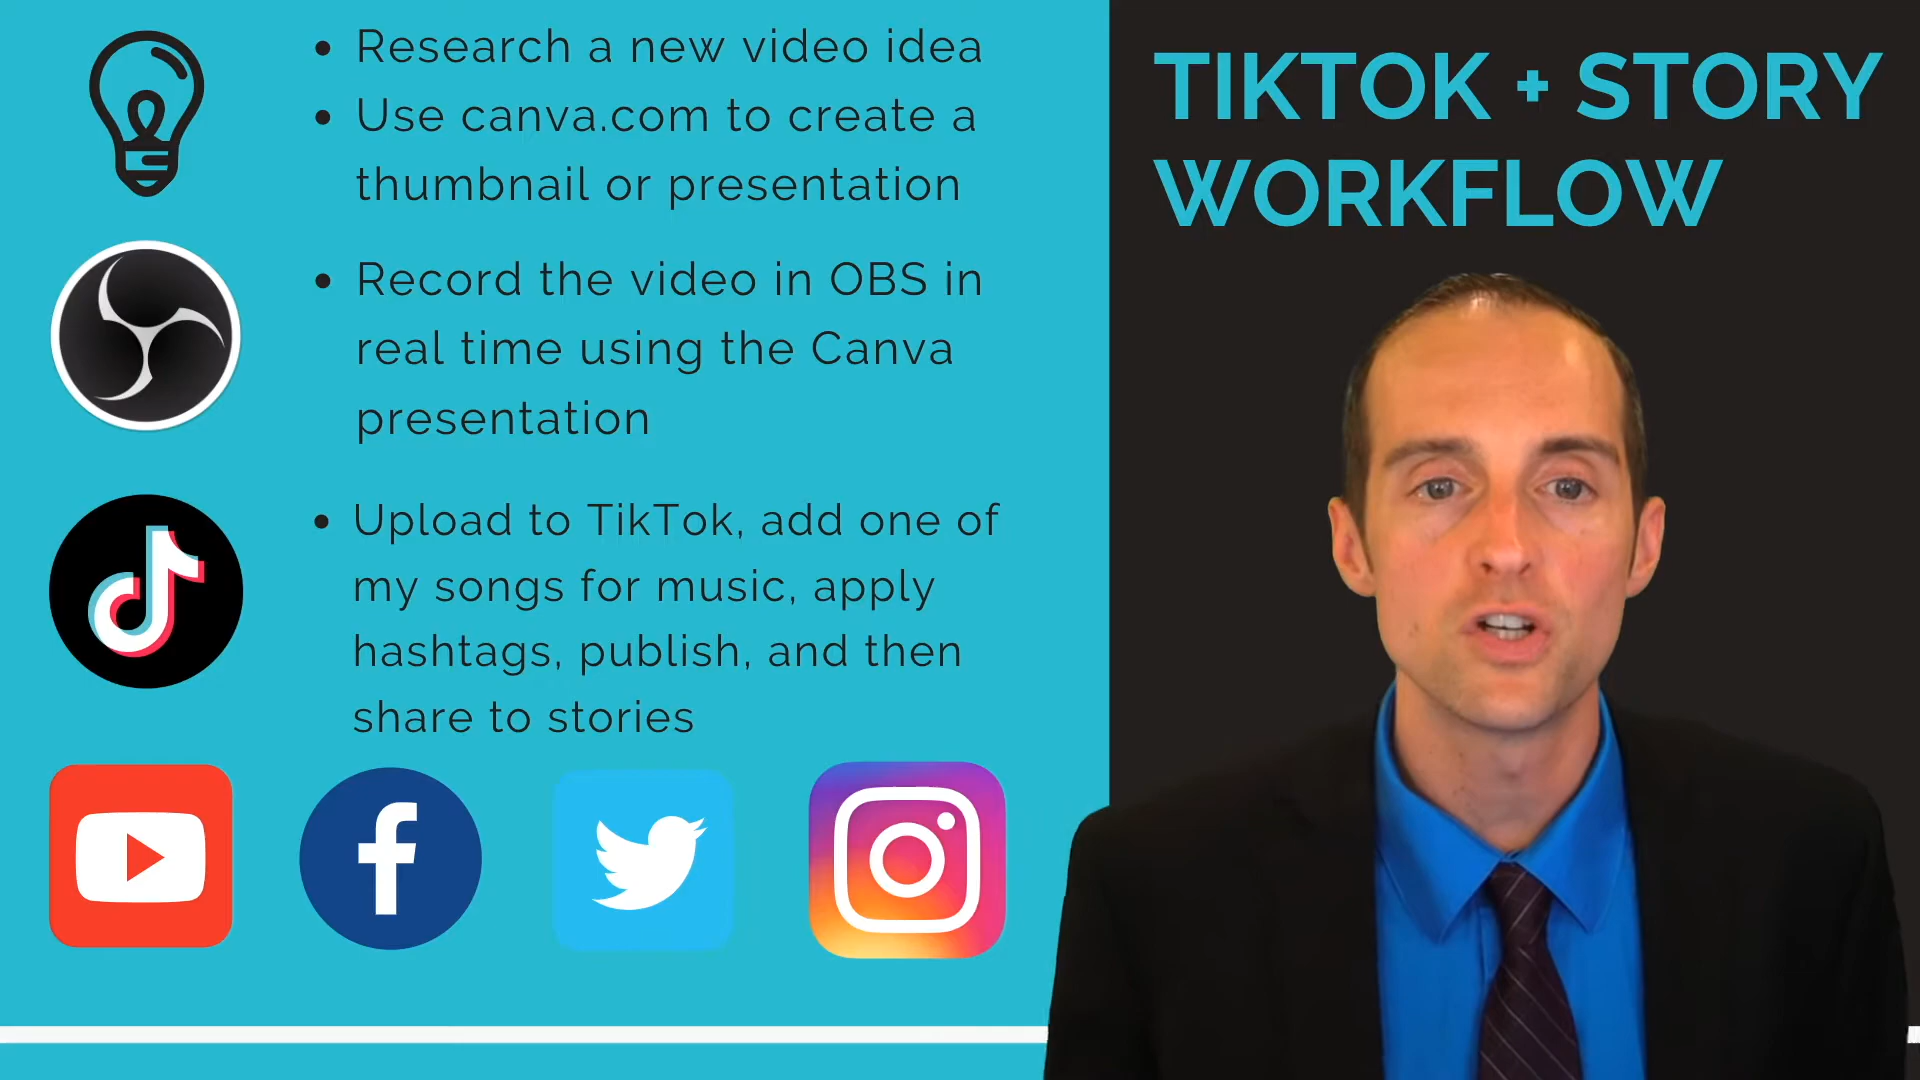 • Research a new video idea
• Use canva.com to create a
thumbnail or presentation
• Record the video in OBS in
real time using the Canva
presentation
• Upload to TikTok, add one of
my songs for music, apply
hashtags, publish, and then
share to stories
TIKTOK + STORY
WORKFLOW